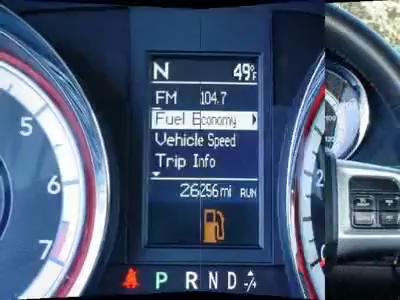 N 49°F
FM 104.7
Fuel Economy
Vehicle Speed
Trip Info
26256 mi RUN
P R N D -/+
5
6
7